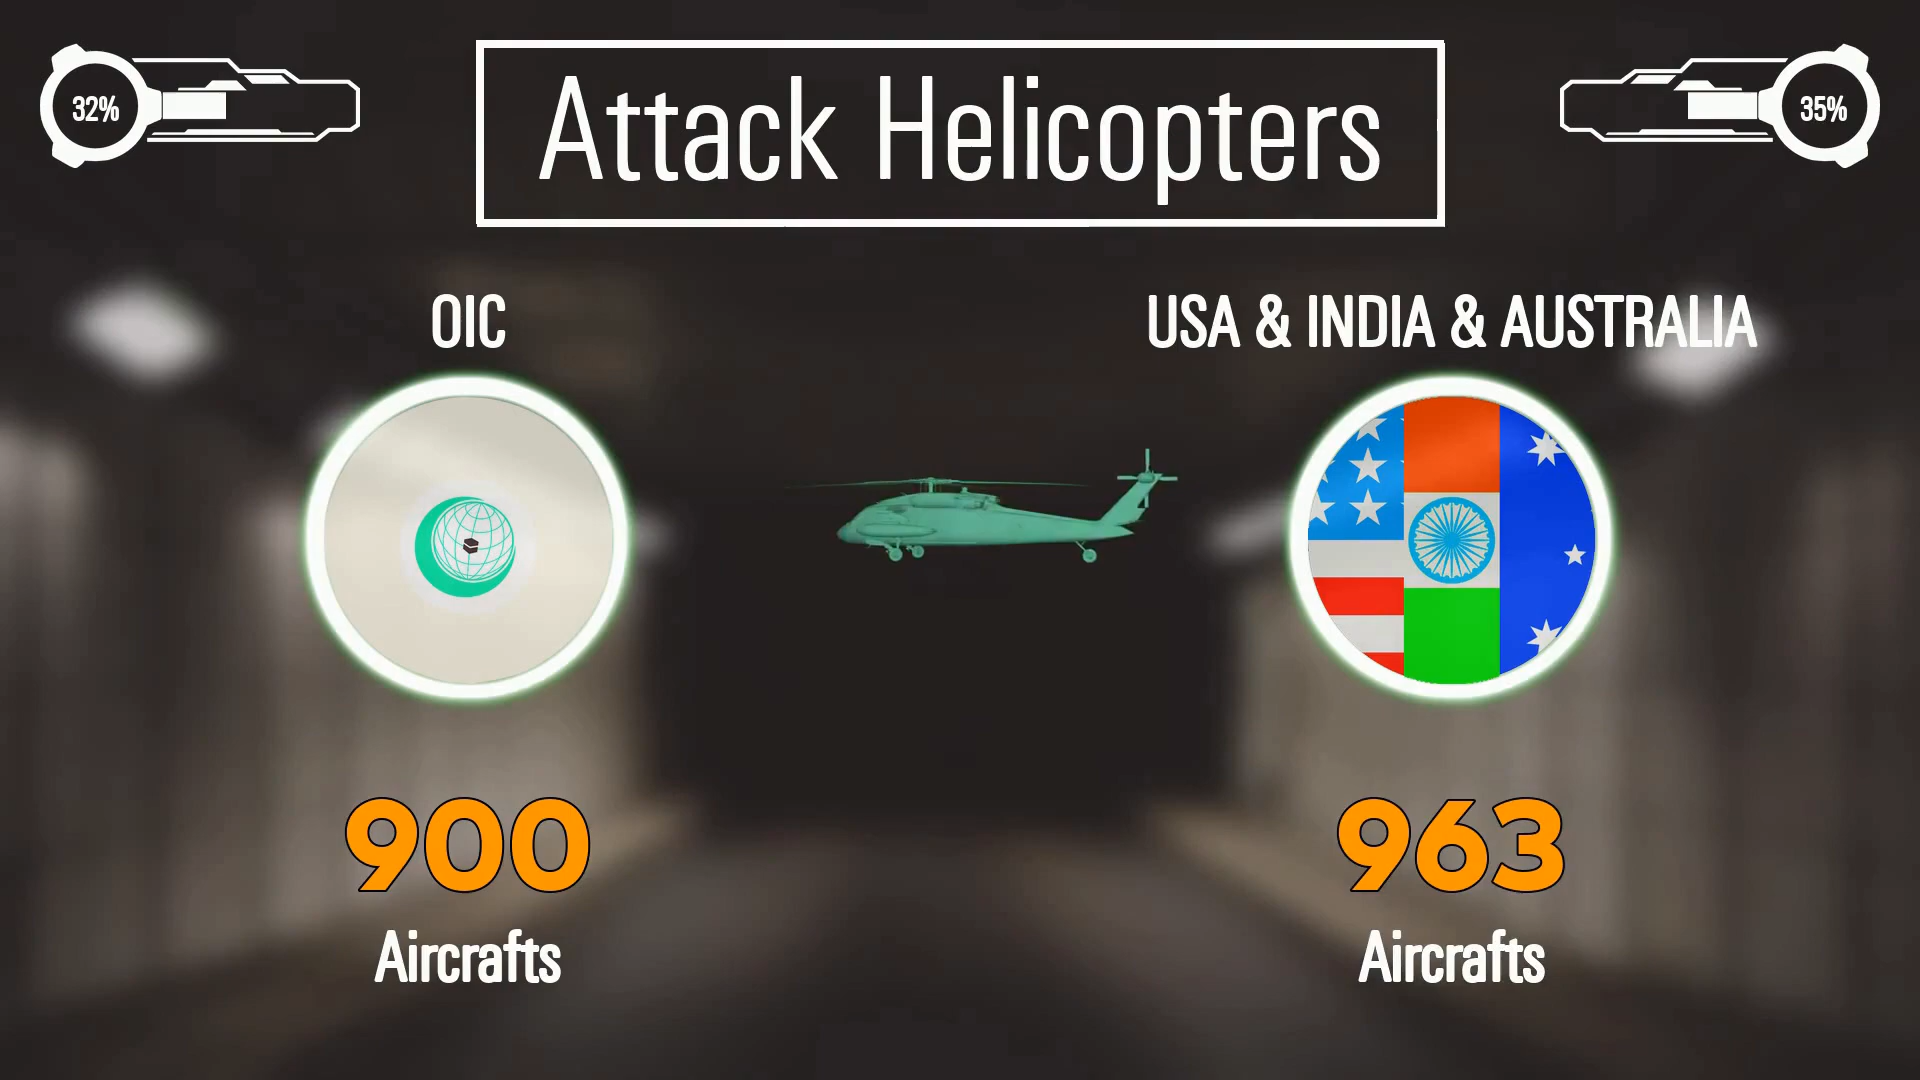 32%
Attack Helicopters
35%
OIC
USA & INDIA & AUSTRALIA
900
963
Aircrafts
Aircrafts